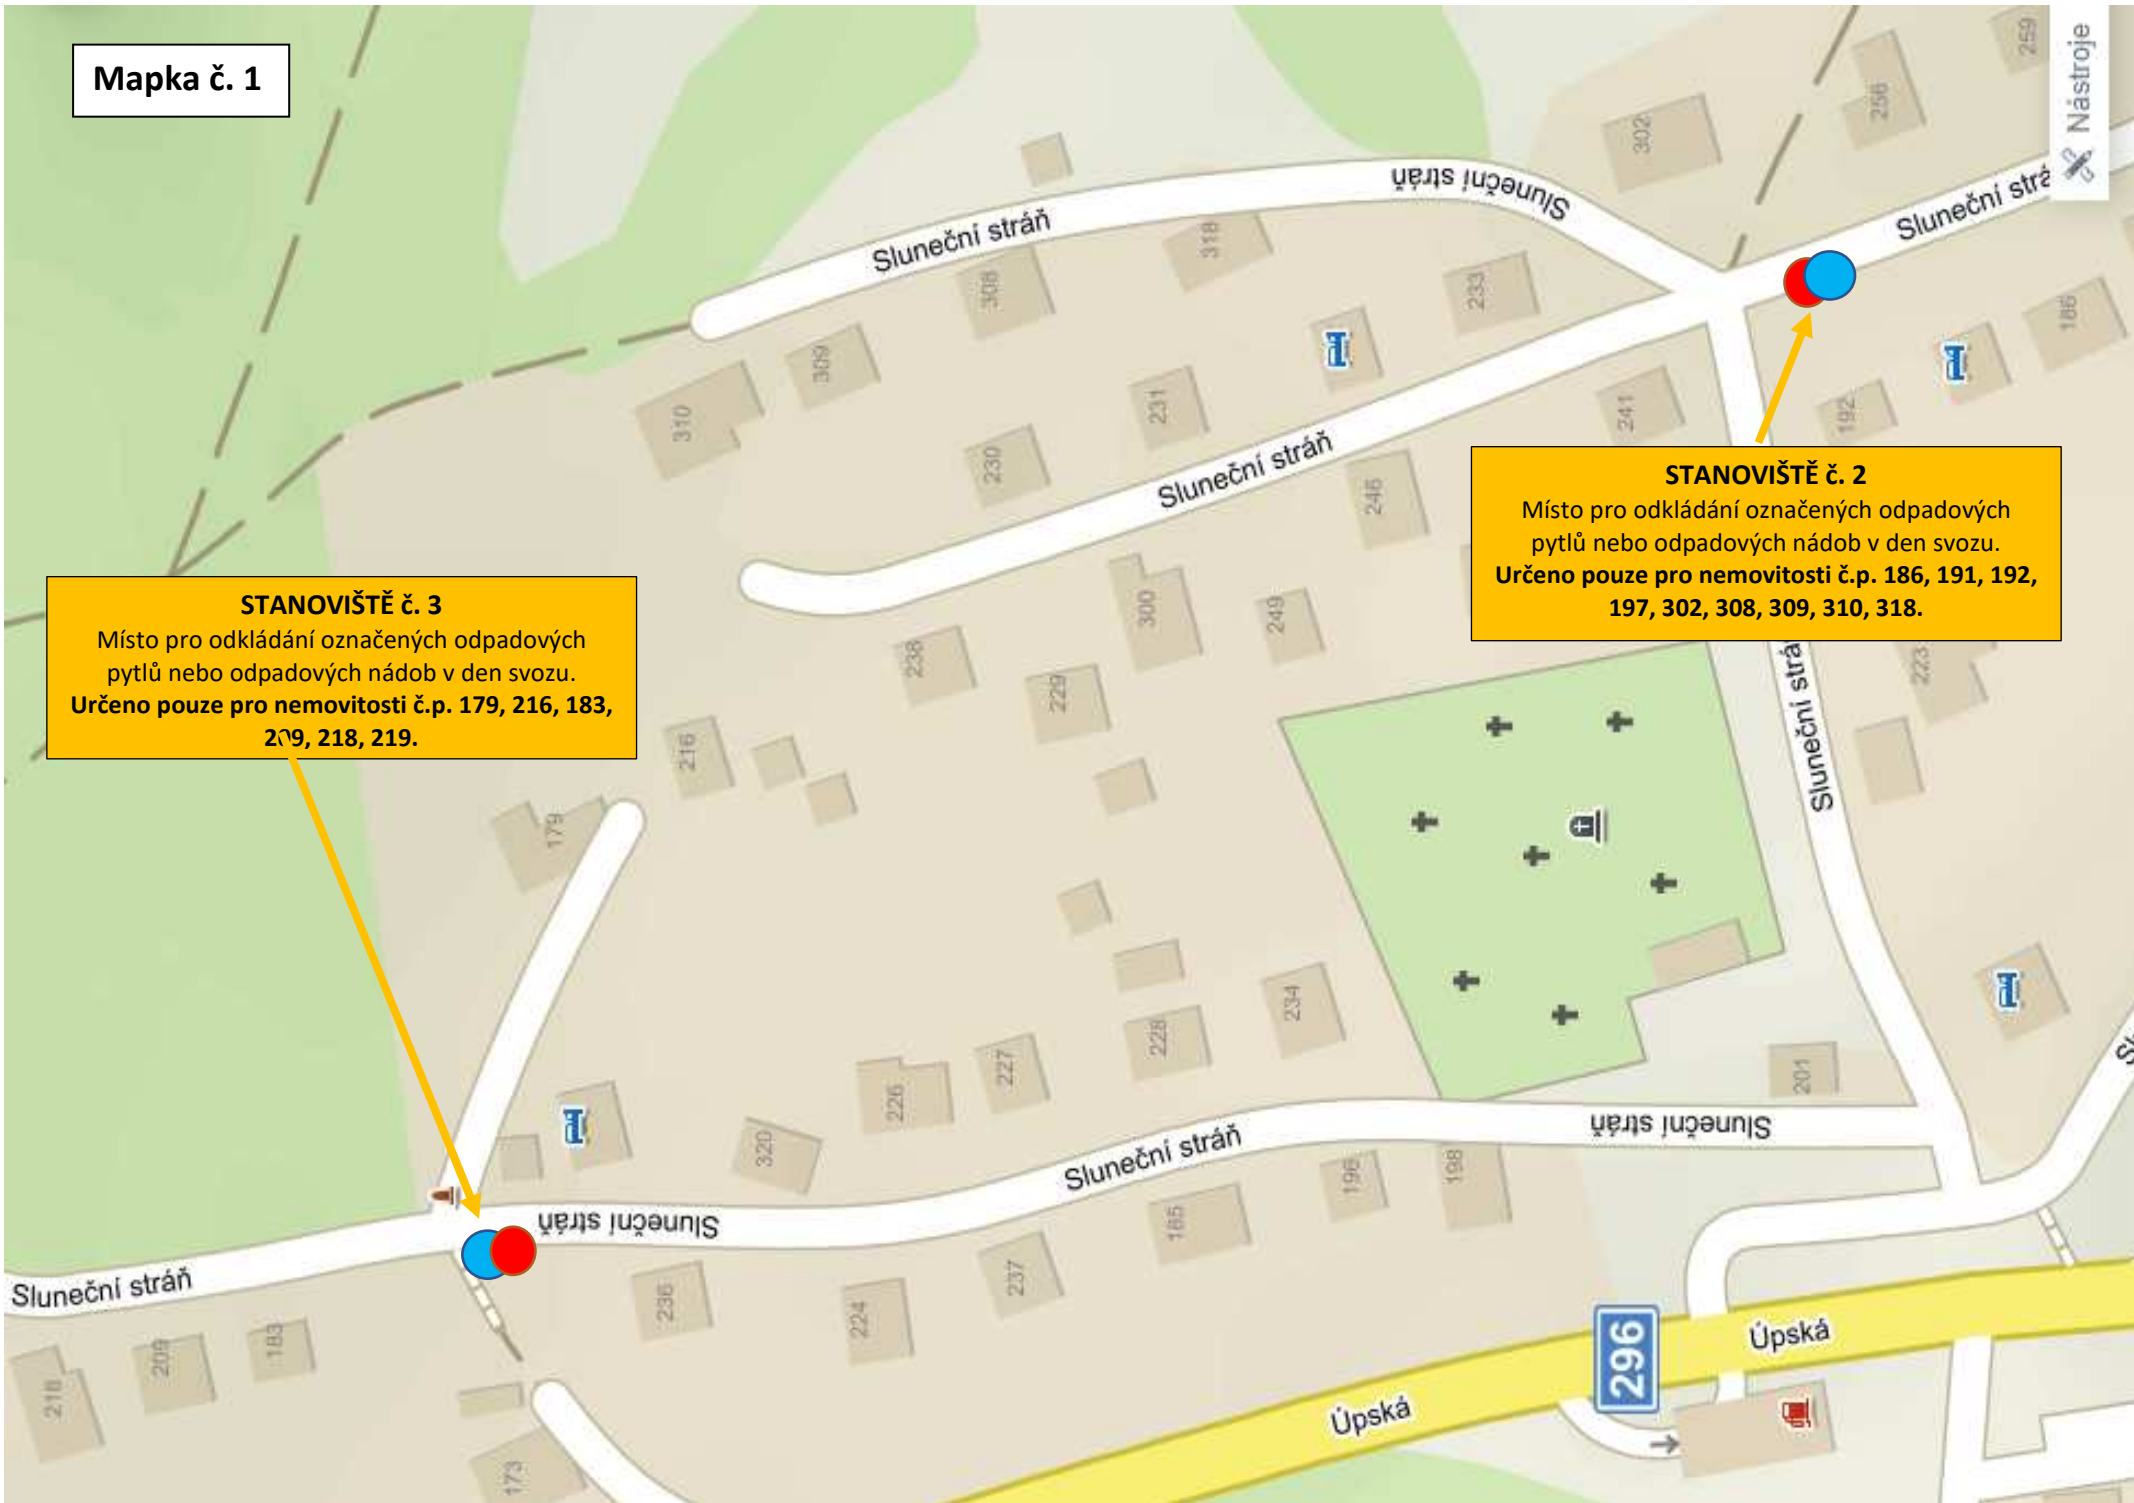 Mapka č. 1
Nástroje
259
256
302
Sluneční stráň
Sluneční stráň
Sluneční strá
318
308
233
186
309
192
310
231
241
230
Sluneční stráň
246
STANOVIŠTĚ č. 2
Místo pro odkládání označených odpadových
pytlů nebo odpadových nádob v den svozu.
Určeno pouze pro nemovitosti č.p. 186, 191, 192,
197, 302, 308, 309, 310, 318.
STANOVIŠTĚ č. 3
Místo pro odkládání označených odpadových
pytlů nebo odpadových nádob v den svozu.
Určeno pouze pro nemovitosti č.p. 179, 216, 183,
209, 218, 219.
300
249
238
229
223
Sluneční strá
216
179
234
228
227
226
201
320
Sluneční stráň
Sluneční stráň
196
198
185
Sluneční stráň
Sluneční stráň
237
236
224
183
209
218
173
296
Úpská
Úpská